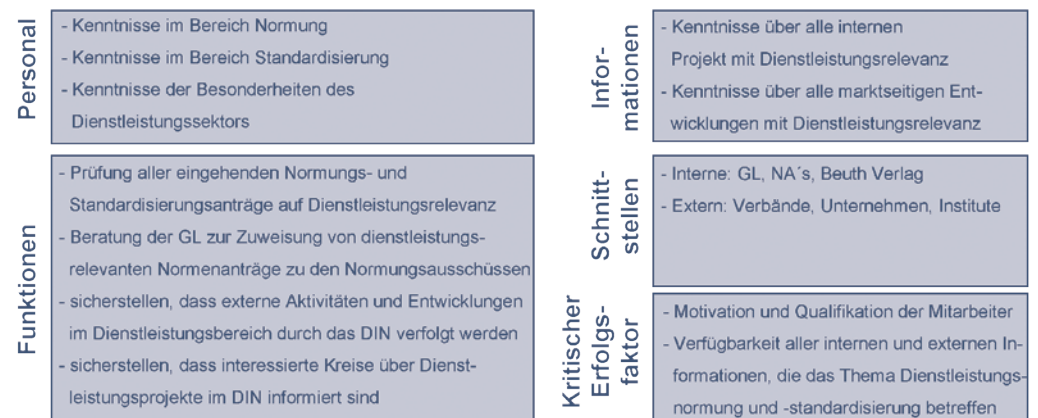 Personal
- Kenntnisse im Bereich Normung
- Kenntnisse im Bereich Standardisierung
- Kenntnisse der Besonderheiten des
Dienstleistungssektors
Funktionen
- Prüfung aller eingehenden Normungs- und
Standardisierungsanträge auf Dienstleistungsrelevanz
- Beratung der GL zur Zuweisung von dienstleistungs-
relevanten Normenanträge zu den Normungsausschüssen
- sicherstellen, dass externe Aktivitäten und Entwicklungen
im Dienstleistungsbereich durch das DIN verfolgt werden
- sicherstellen, dass interessierte Kreise über Dienst-
leistungsprojekte im DIN informiert sind
Infor-
mationen
- Kenntnisse über alle internen
Projekt mit Dienstleistungsrelevanz
- Kenntnisse über alle marktseitigen Ent-
wicklungen mit Dienstleistungsrelevanz
Schnitt-
stellen
- Interne: GL, NA´s, Beuth Verlag
- Extern: Verbände, Unternehmen, Institute
Kritischer
Erfolgs-
faktor
- Motivation und Qualifikation der Mitarbeiter
- Verfügbarkeit aller internen und externen In-
formationen, die das Thema Dienstleistungs-
normung und -standardisierung betreffen